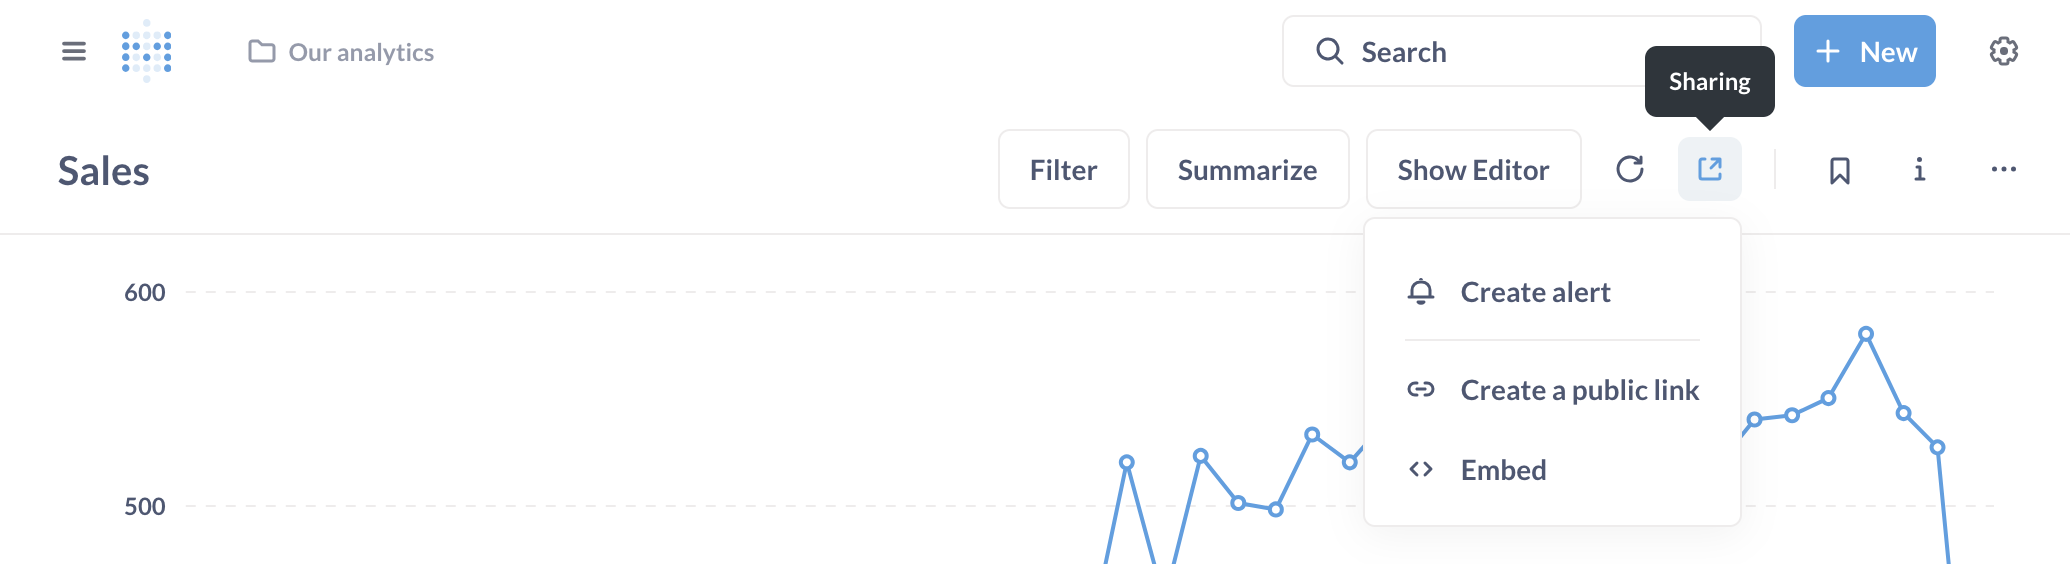 Our analytics
Search
New
Sharing
Sales
Filter
Summarize
Show Editor
Create alert
Create a public link
Embed
600
500